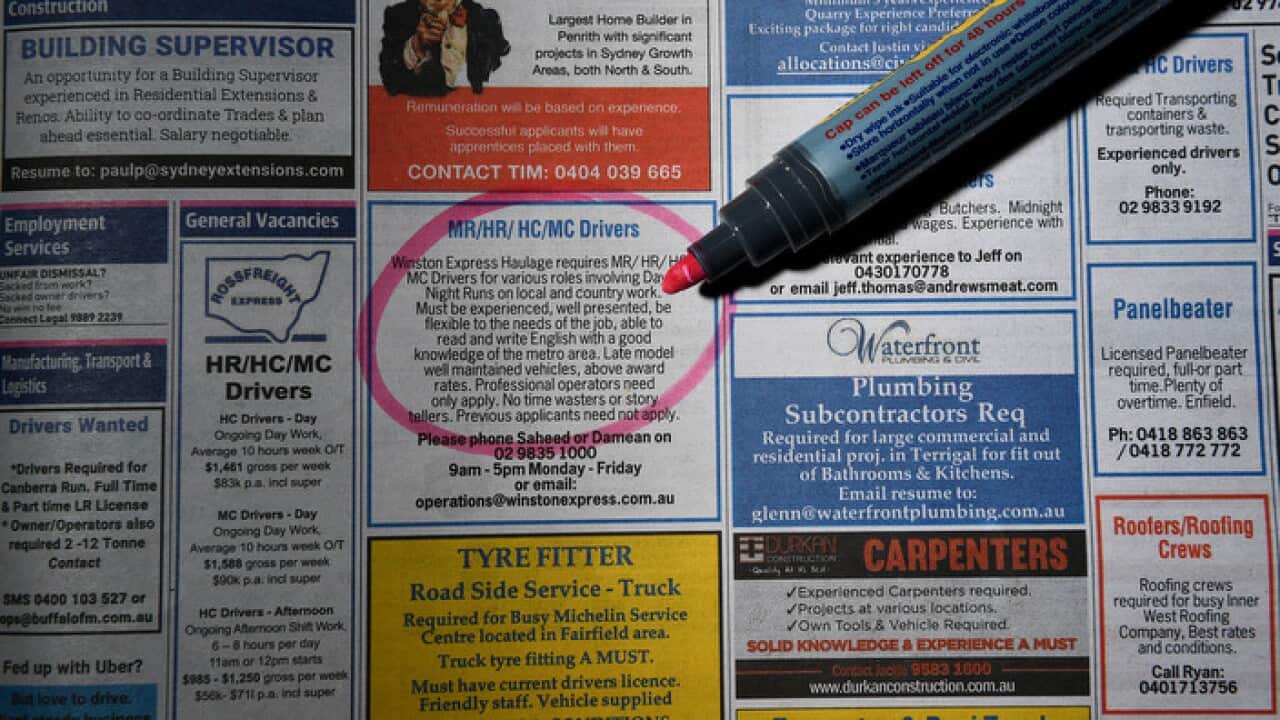 Construction
BUILDING SUPERVISOR
An opportunity for a Building Supervisor
experienced in Residential Extensions &
Renos. Ability to co-ordinate Trades & plan
ahead essential. Salary negotiable.
Resume to: paulp@sydneyextensions.com
Employment
Services
UNFAIR DISMISSAL?
Sacked from work?
Sacked owner drivers?
No win no fee
Connect Legal 9889 2239
Manufacturing, Transport &
Logistics
Drivers Wanted
*Drivers Required for
Canberra Run. Full Time
& Part time LR License
* Owner/Operators also
required 2 -12 Tonne
Contact
SMS 0400 103 527 or
ops@buffalofm.com.au
Fed up with Uber?
But love to drive.
General Vacancies
ROSSFREIGHT
EXPRESS
HR/HC/MC
Drivers
HC Drivers - Day
Ongoing Day Work,
Average 10 hours week O/T
$1,461 gross per week
$83k p.a. incl super
MC Drivers - Day
Ongoing Day Work,
Average 10 hours week O/T
$1,588 gross per week
$90k p.a. incl super
HC Drivers - Afternoon
Ongoing Afternoon Shift Work,
6 – 8 hours per day
11am or 12pm starts
$985 - $1,250 gross per week
$56k- $71k p.a. incl super
Largest Home Builder in
Penrith with significant
projects in Sydney Growth
Areas, both North & South.
Remuneration will be based on experience.
Successful applicants will have
apprentices placed with them.
CONTACT TIM: 0404 039 665
MR/HR/ HC/MC Drivers
Winston Express Haulage requires MR/ HR/ HC
MC Drivers for various roles involving Day
Night Runs on local and country work.
Must be experienced, well presented, be
flexible to the needs of the job, able to
read and write English with a good
knowledge of the metro area. Late model
well maintained vehicles, above award
rates. Professional operators need
only apply. No time wasters or story
tellers. Previous applicants need not apply.
Please phone Saheed or Damean on
02 9835 1000
9am - 5pm Monday - Friday
or email:
operations@winstonexpress.com.au
TYRE FITTER
Road Side Service - Truck
Required for Busy Michelin Service
Centre located in Fairfield area.
Truck tyre fitting A MUST.
Must have current drivers licence.
Friendly staff. Vehicle supplied
Quarry Experience
Exciting package for right
Contact Justin
allocations@
Cap can be left off for 48 hours
Butchers. Midnight
wages. Experience with
experience to Jeff on
0430170778
or email jeff.thomas@andrewsmeat.com
Waterfront
PLUMBING & CIVIL
Plumbing
Subcontractors Req
Required for large commercial and
residential proj. in Terrigal for fit out
of Bathrooms & Kitchens.
Email resume to:
glenn@waterfrontplumbing.com.au
DURKAN
CONSTRUCTION
CARPENTERS
✓Experienced Carpenters required.
✓Projects at various locations.
✓Own Tools & Vehicle Required.
SOLID KNOWLEDGE & EXPERIENCE A MUST
9583 1600
www.durkanconstruction.com.au
HC Drivers
Required Transporting
containers &
transporting waste.
Experienced drivers
only.
Phone:
02 9833 9192
Panelbeater
Licensed Panelbeater
required, full-or part
time.Plenty of
overtime. Enfield.
Ph: 0418 863 863
/ 0418 772 772
Roofers/Roofing
Crews
Roofing crews
required for busy Inner
West Roofing
Company, Best rates
and conditions.
Call Ryan:
0401713756